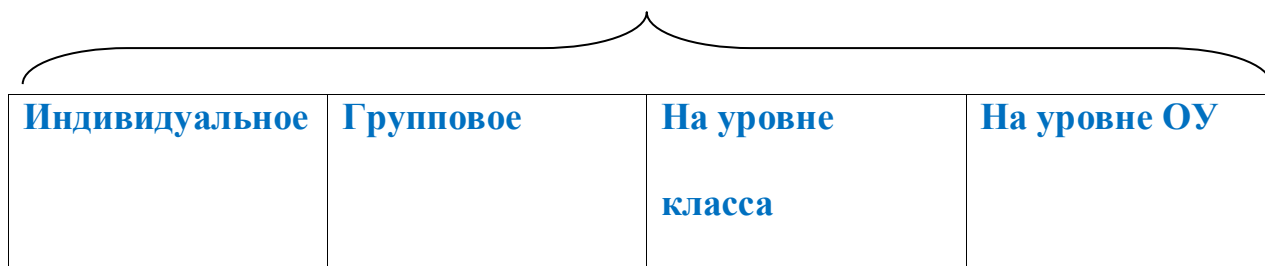 Индивидуальное
Групповое
На уровне
класса
На уровне ОУ